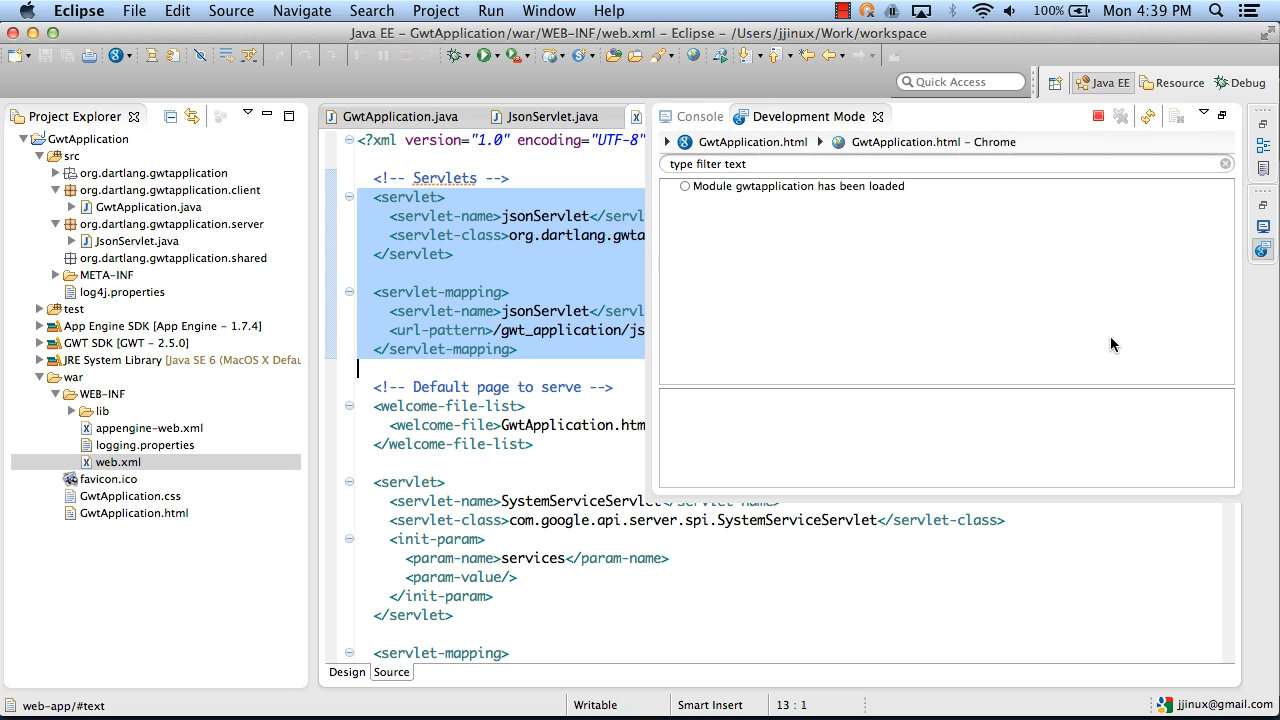 Eclipse File Edit Source Navigate Search Project Run Window Help 100% Mon 4:39 PM
Java EE - GwtApplication/war/WEB-INF/web.xml - Eclipse - /Users/jjinux/Work/workspace
Quick Access Java EE Resource Debug
Project Explorer
GwtApplication
src
org.dartlang.gwtapplication
org.dartlang.gwtapplication.client
GwtApplication.java
org.dartlang.gwtapplication.server
JsonServlet.java
org.dartlang.gwtapplication.shared
META-INF
log4j.properties
test
App Engine SDK [App Engine - 1.7.4]
GWT SDK [GWT - 2.5.0]
JRE System Library [Java SE 6 (MacOS X Defau
war
WEB-INF
lib
appengine-web.xml
logging.properties
web.xml
favicon.ico
GwtApplication.css
GwtApplication.html
GwtApplication.java JsonServlet.java
<?xml version="1.0" encoding="UTF-8"
<!-- Servlets -->
<servlet>
<servlet-name>jsonServlet</servl
<servlet-class>org.dartlang.gwta
</servlet>
<servlet-mapping>
<servlet-name>jsonServlet</servl
<url-pattern>/gwt_application/js
</servlet-mapping>
<!-- Default page to serve -->
<welcome-file-list>
<welcome-file>GwtApplication.htm
</welcome-file-list>
<servlet>
<servlet-name>SystemServiceServlet</servlet-name>
<servlet-class>com.google.api.server.spi.SystemServiceServlet</servlet-class>
<init-param>
<param-name>services</param-name>
<param-value/>
</init-param>
</servlet>
<servlet-mapping>
Design Source
Console Development Mode
GwtApplication.html GwtApplication.html - Chrome
type filter text
Module gwtapplication has been loaded
web-app/#text Writable Smart Insert 13 : 1 jjinux@gmail.com